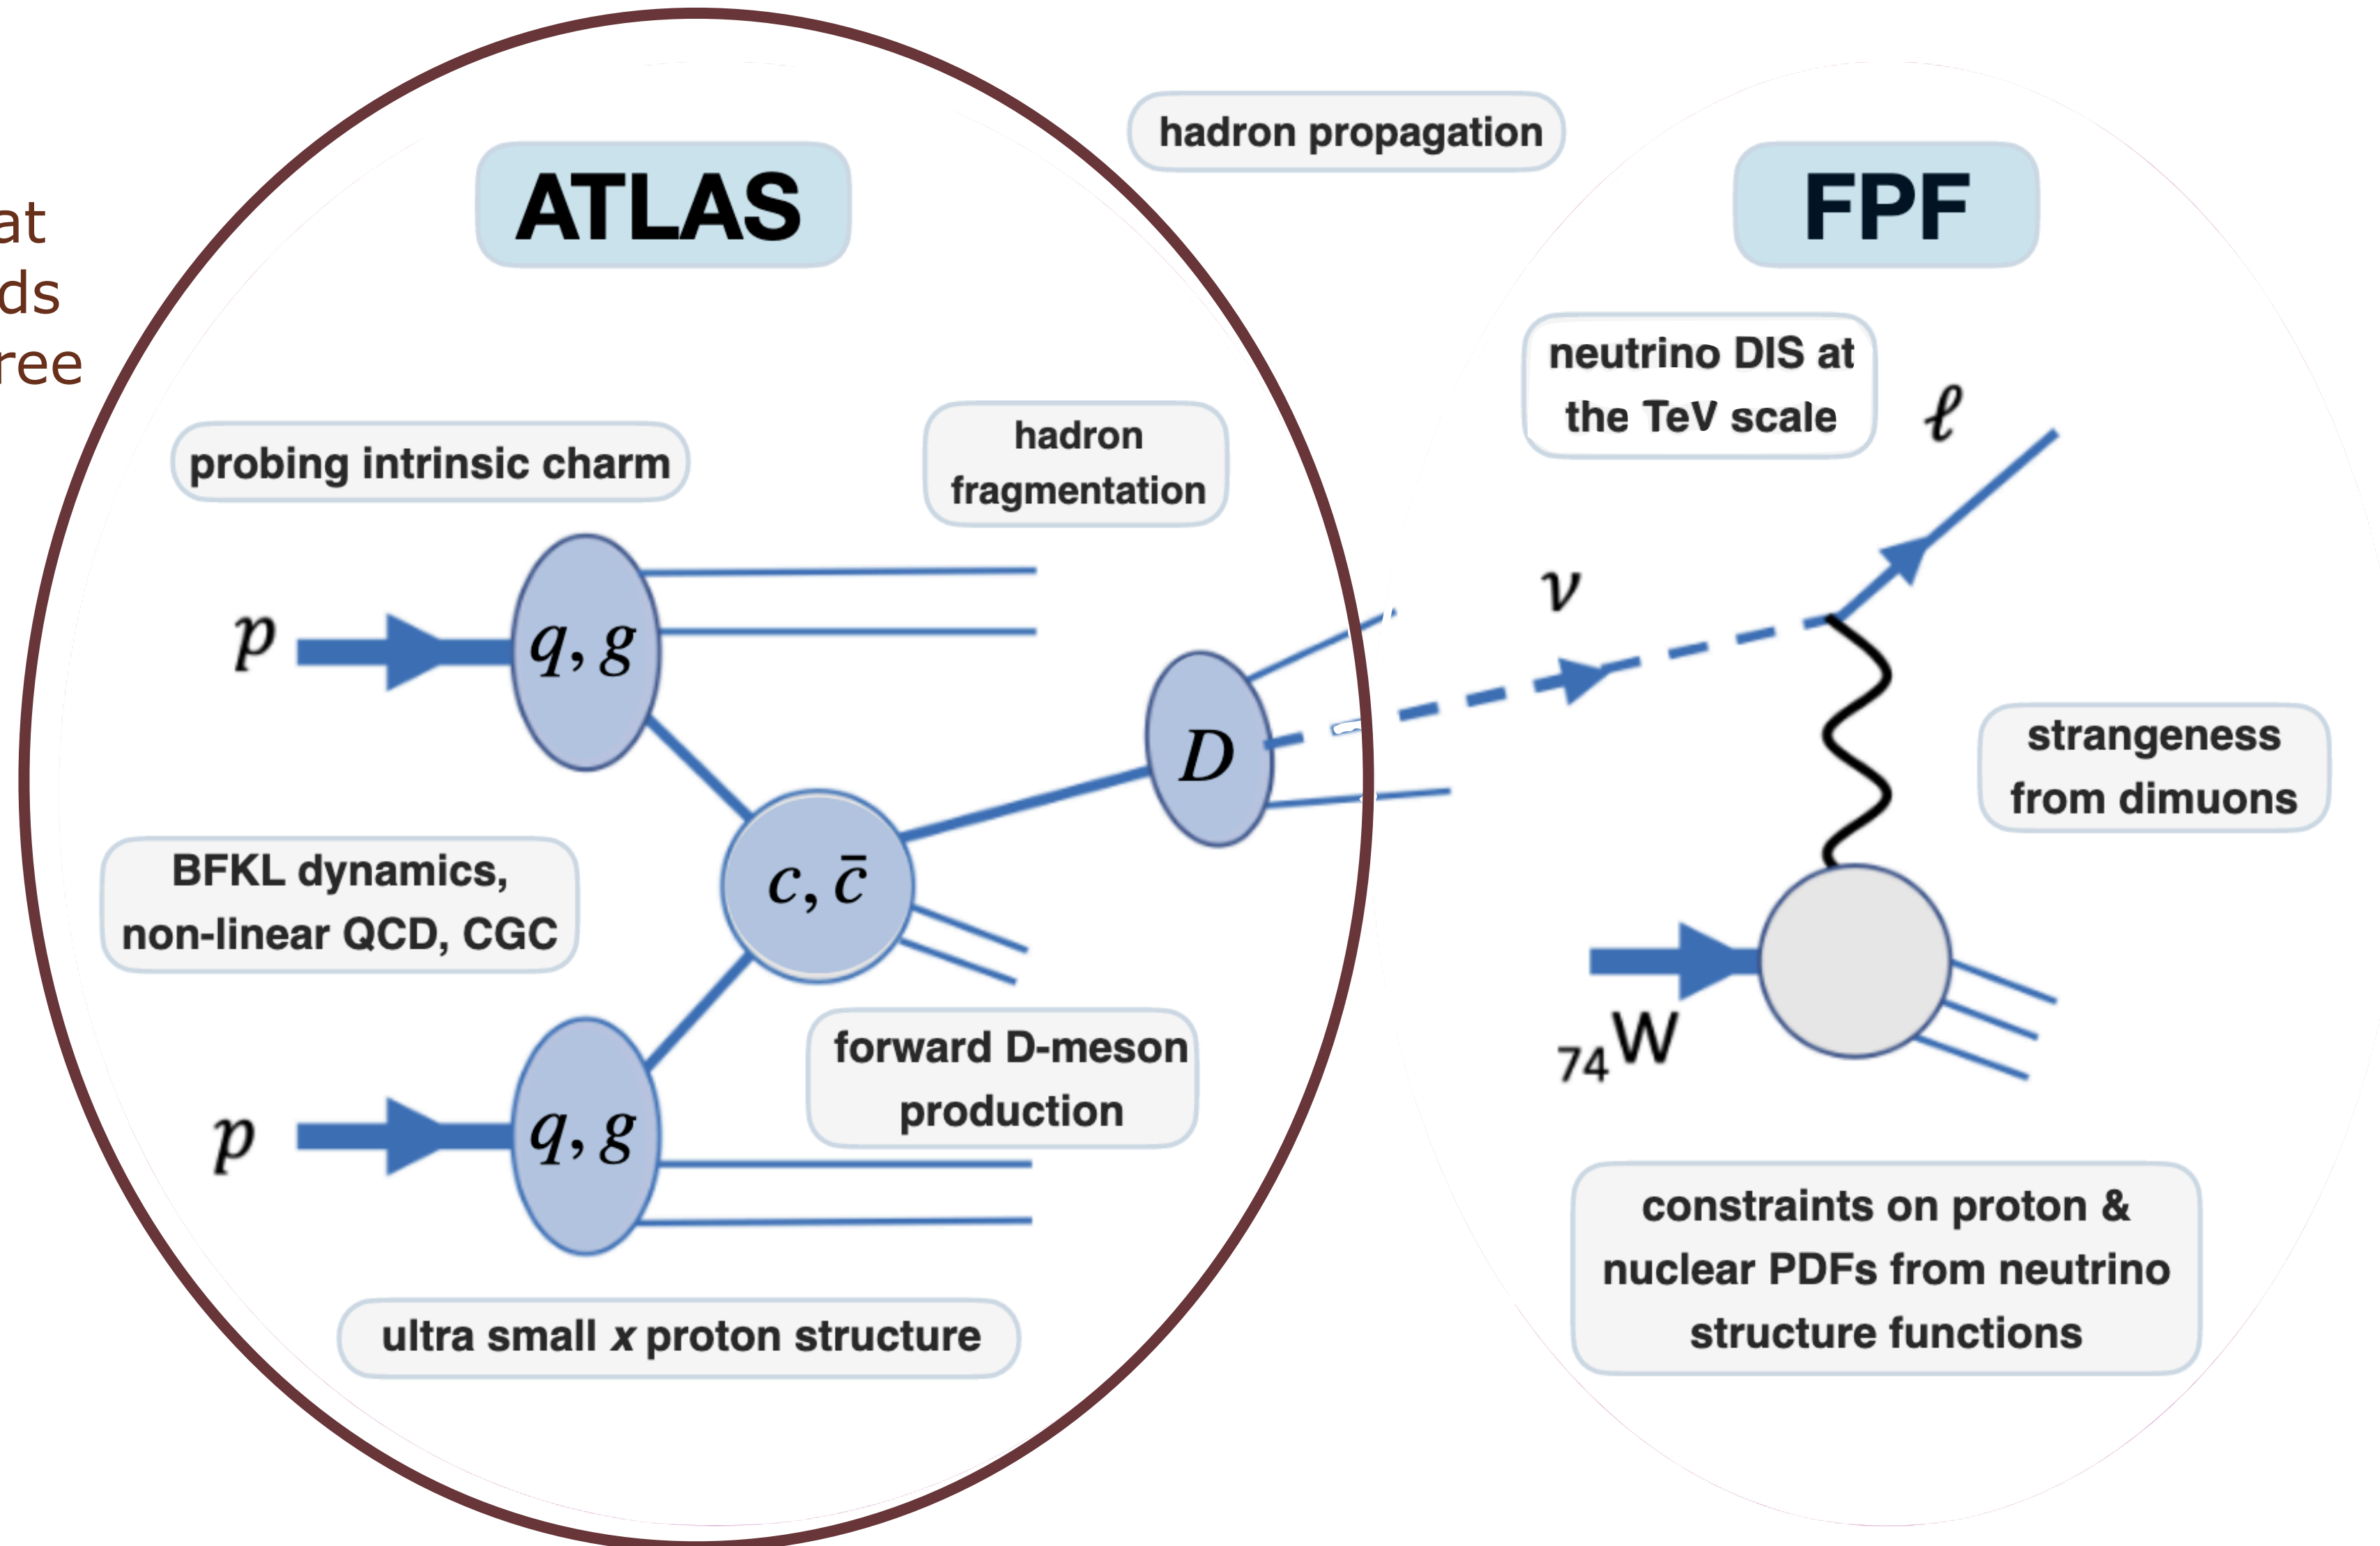 at
ds
ree
ATLAS
hadron propagation
FPF
neutrino DIS at
the TeV scale
ℓ
probing intrinsic charm
hadron
fragmentation
p
q, g
ν
D
strangeness
from dimuons
BFKL dynamics,
non-linear QCD, CGC
c, c̄
forward D-meson
production
₇₄W
p
q, g
constraints on proton &
nuclear PDFs from neutrino
structure functions
ultra small x proton structure